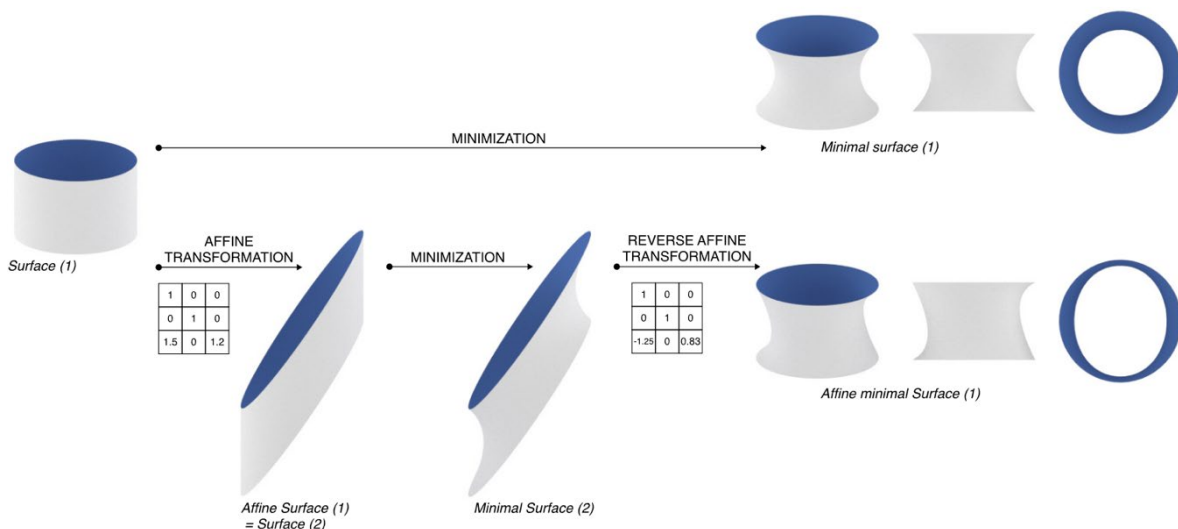 MINIMIZATION
Minimal surface (1)
Surface (1)
AFFINE
TRANSFORMATION
1 0 0
0 1 0
1.5 0 1.2
MINIMIZATION
REVERSE AFFINE
TRANSFORMATION
1 0 0
0 1 0
-1.25 0 0.83
Affine Surface (1)
= Surface (2)
Minimal Surface (2)
Affine minimal Surface (1)